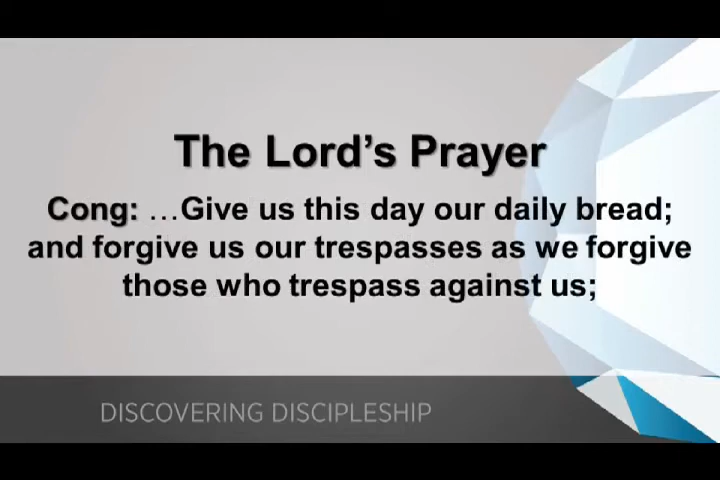 The Lord's Prayer
Cong: …Give us this day our daily bread;
and forgive us our trespasses as we forgive
those who trespass against us;
DISCOVERING DISCIPLESHIP